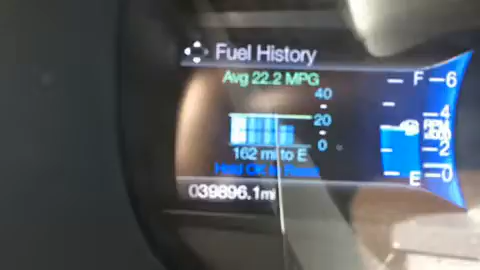 Fuel History
Avg 22.2 MPG
40
20
0
162 mi to E
Hold OK to Reset
039896.1mi
F
E
6
4
2
0